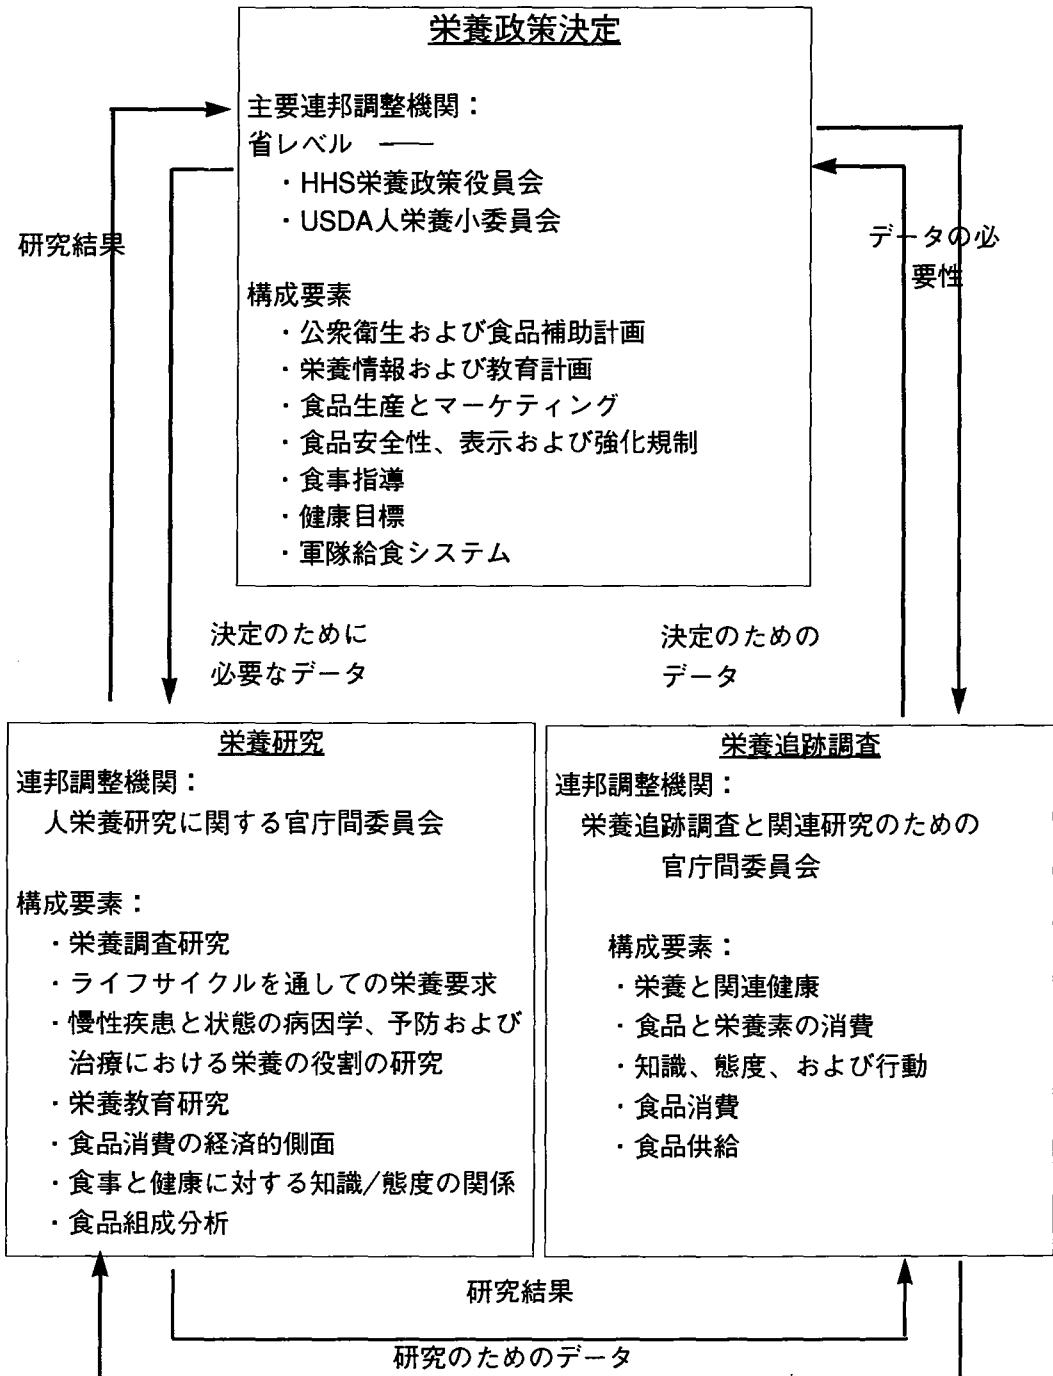 栄養政策決定
主要連邦調整機関：
省レベル ――
・HHS栄養政策役員会
・USDA人栄養小委員会
研究結果
データの必
要性
構成要素
・公衆衛生および食品補助計画
・栄養情報および教育計画
・食品生産とマーケティング
・食品安全性、表示および強化規制
・食事指導
・健康目標
・軍隊給食システム
決定のために
必要なデータ
決定のための
データ
栄養研究
連邦調整機関：
人栄養研究に関する官庁間委員会
構成要素：
・栄養調査研究
・ライフサイクルを通しての栄養要求
・慢性疾患と状態の病因学、予防および
治療における栄養の役割の研究
・栄養教育研究
・食品消費の経済的側面
・食事と健康に対する知識/態度の関係
・食品組成分析
栄養追跡調査
連邦調整機関：
栄養追跡調査と関連研究のための
官庁間委員会
構成要素：
・栄養と関連健康
・食品と栄養素の消費
・知識、態度、および行動
・食品消費
・食品供給
研究結果
研究のためのデータ